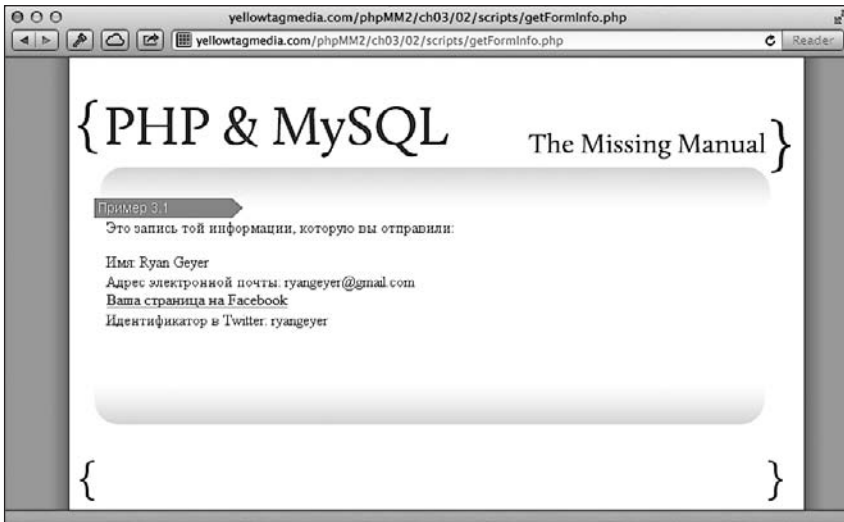 yellowtagmedia.com/phpMM2/ch03/02/scripts/getFormInfo.php
yellowtagmedia.com/phpMM2/ch03/02/scripts/getFormInfo.php
Reader
{ PHP & MySQL
The Missing Manual }
Пример 3.1
Это запись той информации, которую вы отправили:
Имя: Ryan Geyer
Адрес электронной почты: ryangeyer@gmail.com
Ваша страница на Facebook
Идентификатор в Twitter: ryangeyer
{ }